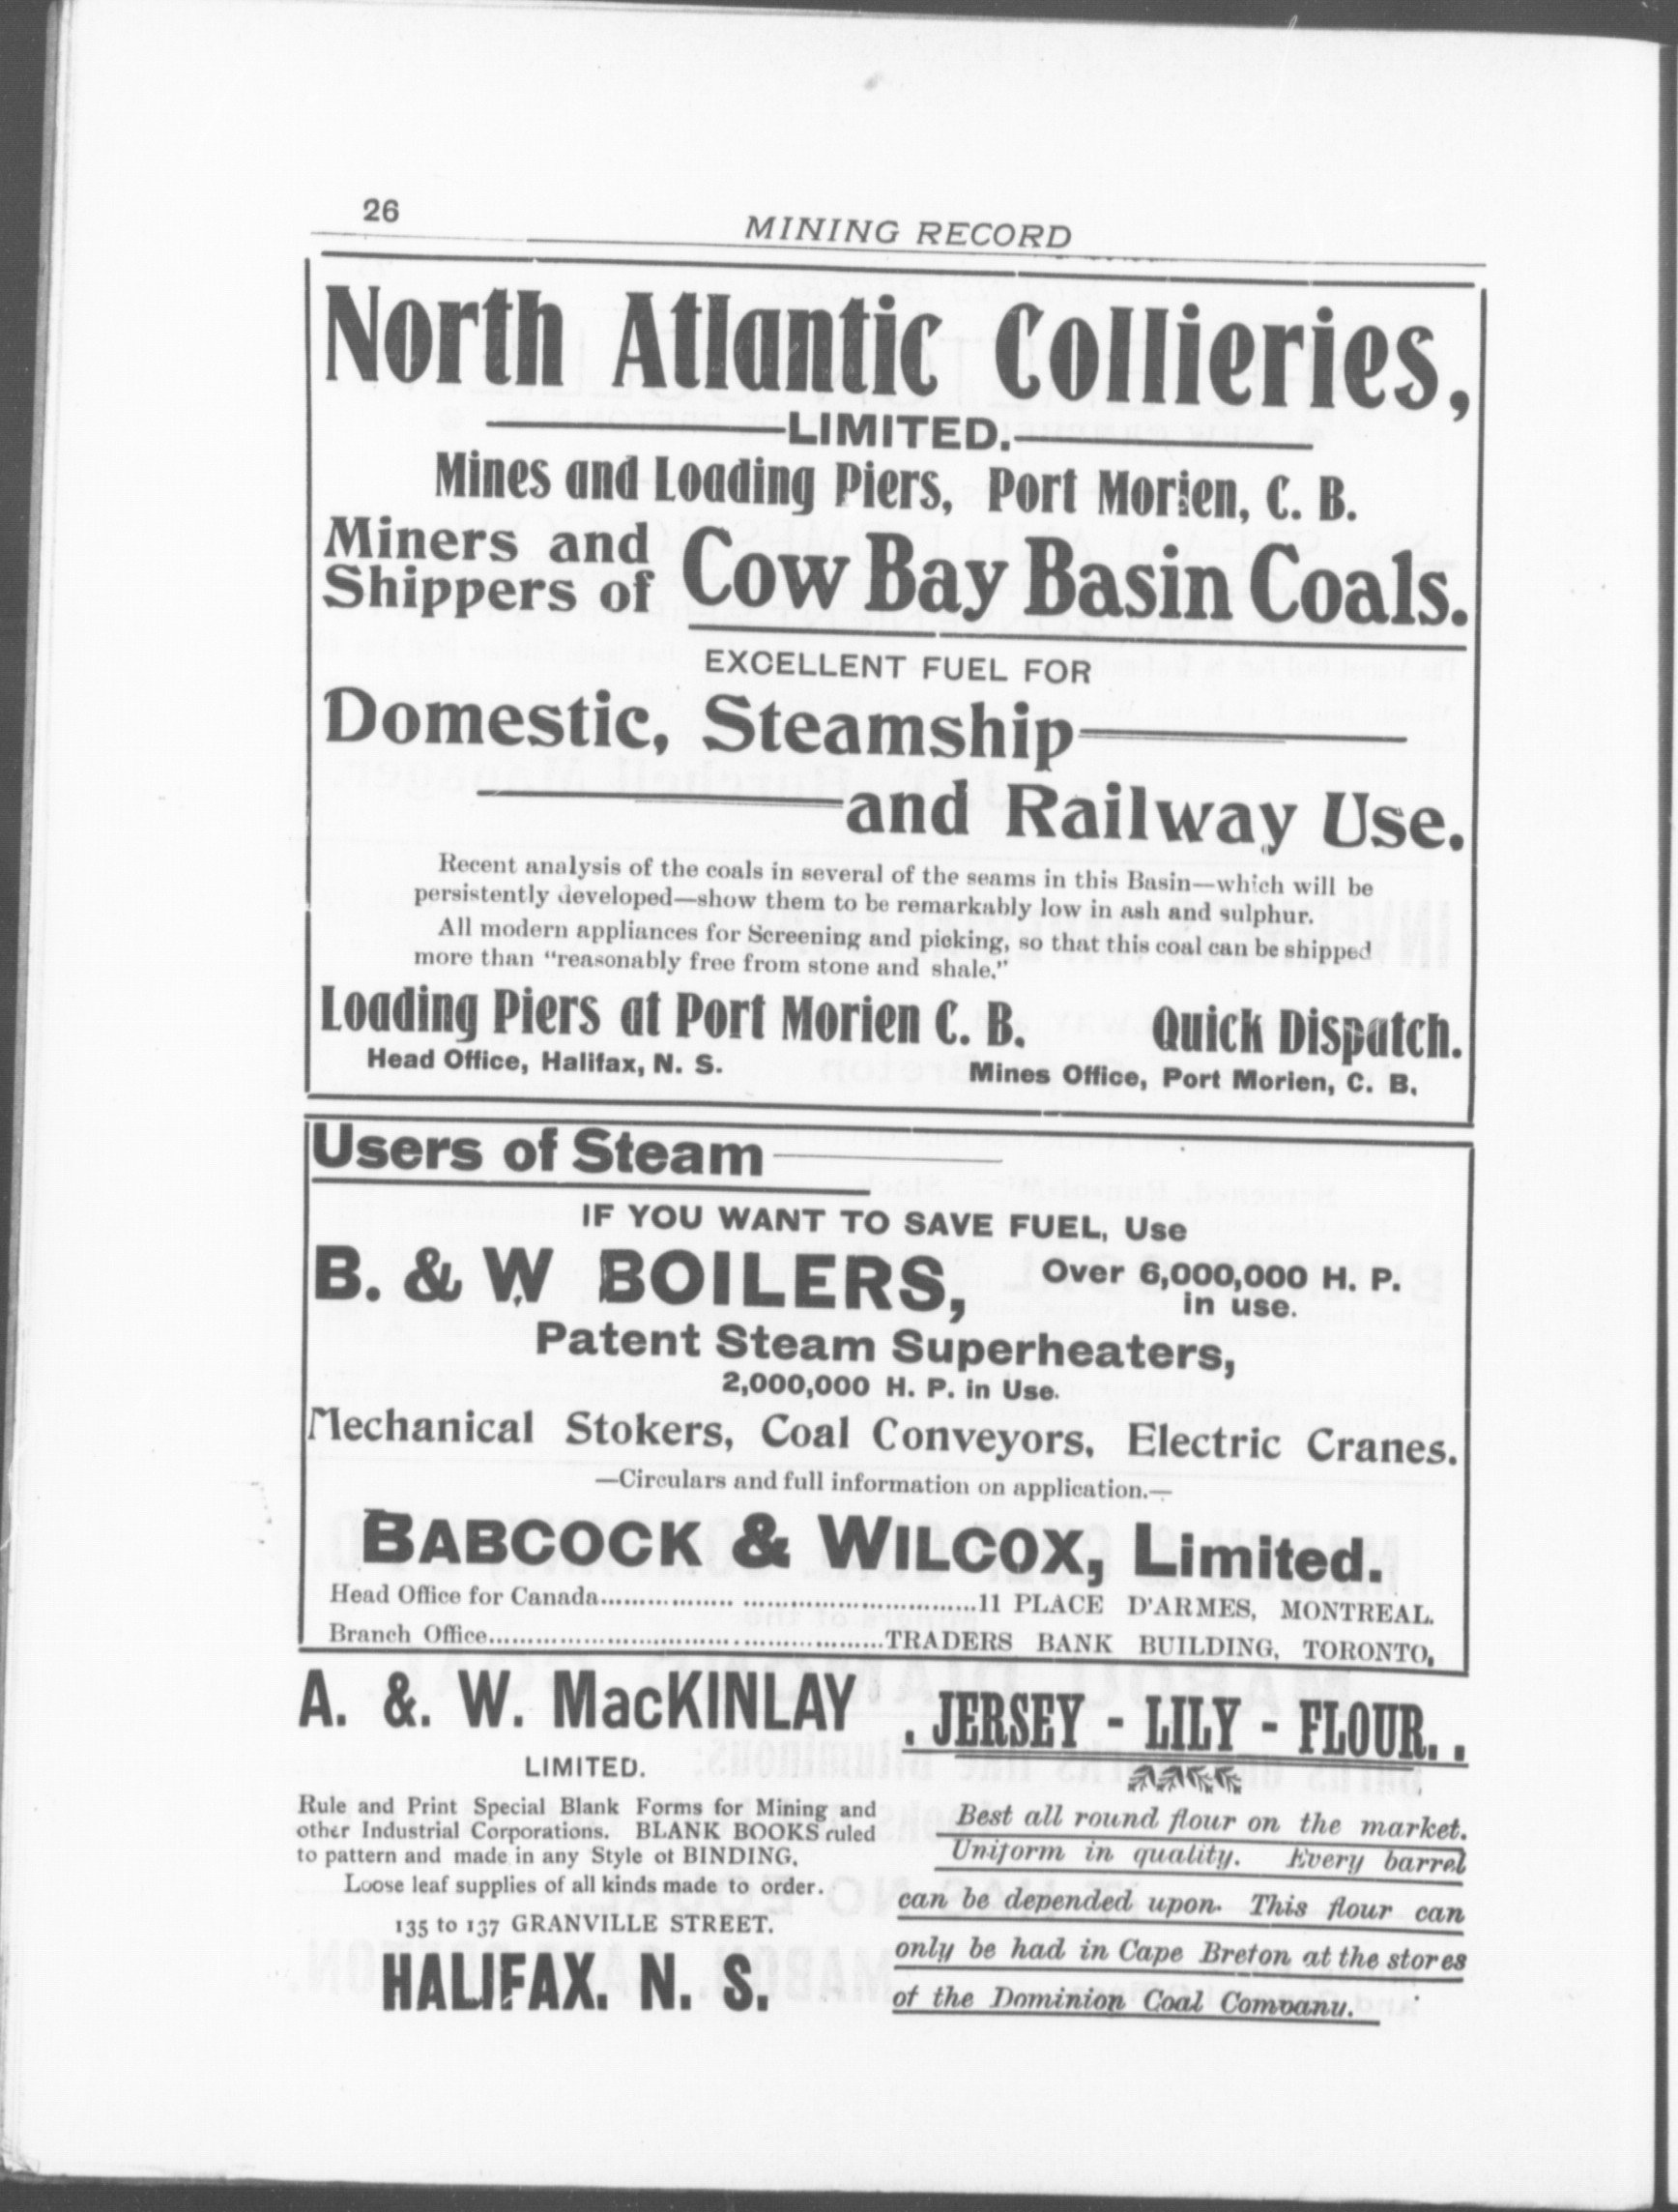 26
MINING RECORD
North Atlantic Collieries,
LIMITED.
Mines and Loading Piers, Port Morien, C. B.
Miners and
Shippers of
Cow Bay Basin Coals.
EXCELLENT FUEL FOR
Domestic, Steamship
and Railway Use.
Recent analysis of the coals in several of the seams in this Basin—which will be
persistently developed—show them to be remarkably low in ash and sulphur.
All modern appliances for Screening and picking, so that this coal can be shipped
more than "reasonably free from stone and shale."
Loading Piers at Port Morien C. B. Quick Dispatch.
Head Office, Halifax, N. S. Mines Office, Port Morien, C. B.
Users of Steam
IF YOU WANT TO SAVE FUEL, Use
B. & W BOILERS, Over 6,000,000 H. P.
in use.
Patent Steam Superheaters,
2,000,000 H. P. in Use.
Mechanical Stokers, Coal Conveyors, Electric Cranes.
—Circulars and full information on application.—
BABCOCK & WILCOX, Limited.
Head Office for Canada........................................11 PLACE D'ARMES, MONTREAL.
Branch Office..................................................TRADERS BANK BUILDING, TORONTO,
A. &. W. MacKINLAY
LIMITED.
Rule and Print Special Blank Forms for Mining and
other Industrial Corporations. BLANK BOOKS ruled
to pattern and made in any Style of BINDING.
Loose leaf supplies of all kinds made to order.
135 to 137 GRANVILLE STREET.
HALIFAX. N. S.
. JERSEY - LILY - FLOUR. .
Best all round flour on the market.
Uniform in quality. Every barrel
can be depended upon. This flour can
only be had in Cape Breton at the stores
of the Dominion Coal Company.